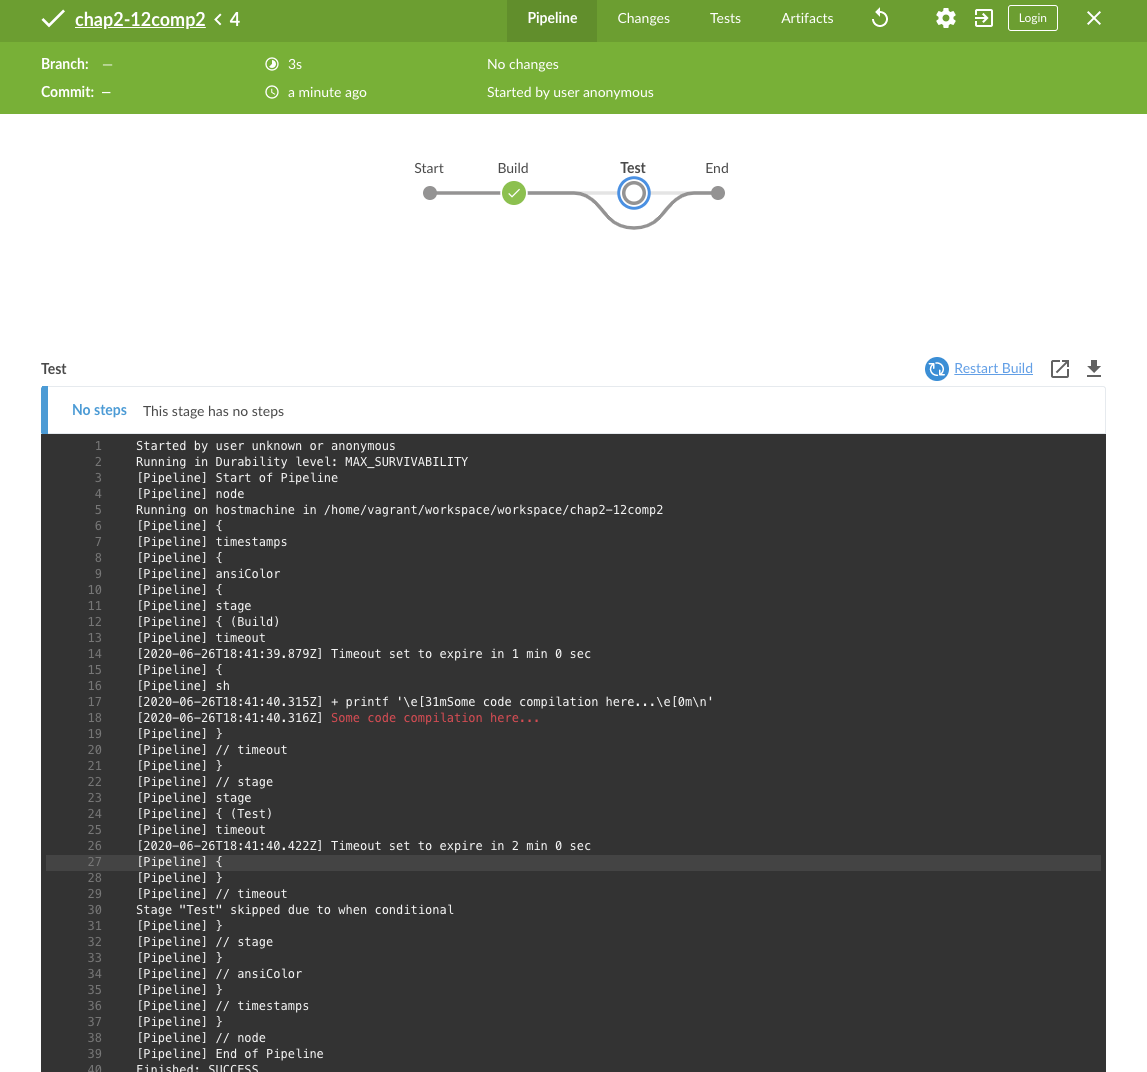 chap2-12comp2 < 4 Pipeline Changes Tests Artifacts Login
Branch: — 3s No changes
Commit: — a minute ago Started by user anonymous
Start Build Test End
Test Restart Build
No steps This stage has no steps
1 Started by user unknown or anonymous
2 Running in Durability level: MAX_SURVIVABILITY
3 [Pipeline] Start of Pipeline
4 [Pipeline] node
5 Running on hostmachine in /home/vagrant/workspace/workspace/chap2-12comp2
6 [Pipeline] {
7 [Pipeline] timestamps
8 [Pipeline] {
9 [Pipeline] ansiColor
10 [Pipeline] {
11 [Pipeline] stage
12 [Pipeline] { (Build)
13 [Pipeline] timeout
14 [2020-06-26T18:41:39.879Z] Timeout set to expire in 1 min 0 sec
15 [Pipeline] {
16 [Pipeline] sh
17 [2020-06-26T18:41:40.315Z] + printf '\e[31mSome code compilation here...\e[0m\n'
18 [2020-06-26T18:41:40.316Z] Some code compilation here...
19 [Pipeline] }
20 [Pipeline] // timeout
21 [Pipeline] }
22 [Pipeline] // stage
23 [Pipeline] stage
24 [Pipeline] { (Test)
25 [Pipeline] timeout
26 [2020-06-26T18:41:40.422Z] Timeout set to expire in 2 min 0 sec
27 [Pipeline] {
28 [Pipeline] }
29 [Pipeline] // timeout
30 Stage "Test" skipped due to when conditional
31 [Pipeline] }
32 [Pipeline] // stage
33 [Pipeline] }
34 [Pipeline] // ansiColor
35 [Pipeline] }
36 [Pipeline] // timestamps
37 [Pipeline] }
38 [Pipeline] // node
39 [Pipeline] End of Pipeline
40 Finished: SUCCESS